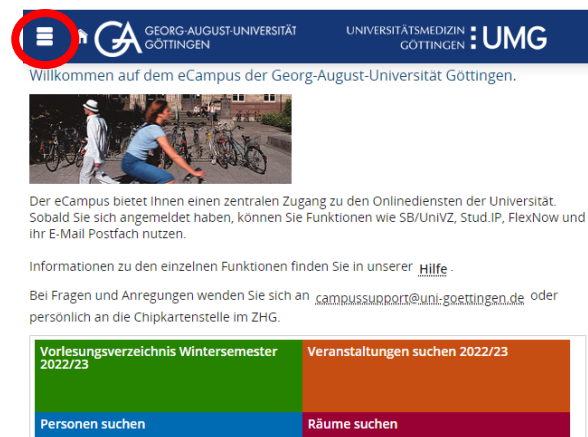 GEORG-AUGUST-UNIVERSITÄT
GÖTTINGEN
UNIVERSITÄTSMEDIZIN
GÖTTINGEN
UMG
Willkommen auf dem eCampus der Georg-August-Universität Göttingen.
Der eCampus bietet Ihnen einen zentralen Zugang zu den Onlinediensten der Universität.
Sobald Sie sich angemeldet haben, können Sie Funktionen wie SB/UniVZ, Stud.IP, FlexNow und
ihr E-Mail Postfach nutzen.
Informationen zu den einzelnen Funktionen finden Sie in unserer Hilfe .
Bei Fragen und Anregungen wenden Sie sich an campussupport@uni-goettingen.de oder
persönlich an die Chipkartenstelle im ZHG.
Vorlesungsverzeichnis Wintersemester
2022/23
Veranstaltungen suchen 2022/23
Personen suchen
Räume suchen